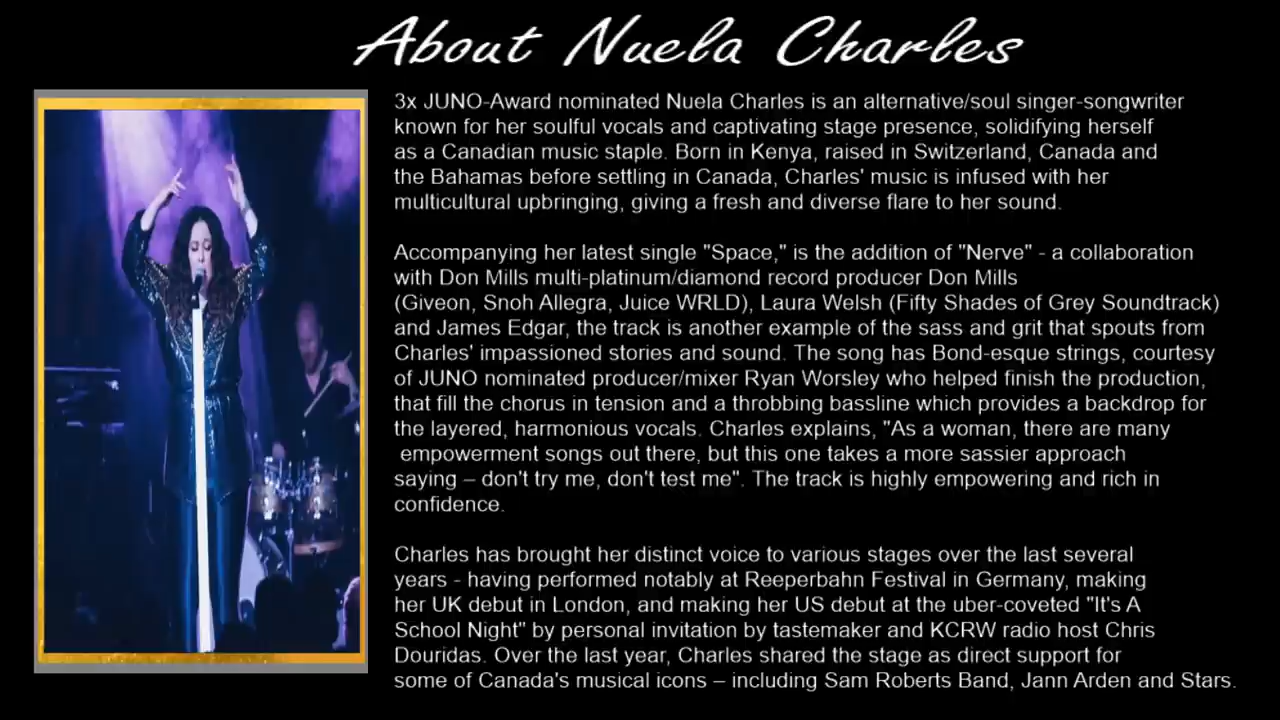 About Nuela Charles
3x JUNO-Award nominated Nuela Charles is an alternative/soul singer-songwriter
known for her soulful vocals and captivating stage presence, solidifying herself
as a Canadian music staple. Born in Kenya, raised in Switzerland, Canada and
the Bahamas before settling in Canada, Charles' music is infused with her
multicultural upbringing, giving a fresh and diverse flare to her sound.
Accompanying her latest single "Space," is the addition of "Nerve" - a collaboration
with Don Mills multi-platinum/diamond record producer Don Mills
(Giveon, Snoh Allegra, Juice WRLD), Laura Welsh (Fifty Shades of Grey Soundtrack)
and James Edgar, the track is another example of the sass and grit that spouts from
Charles' impassioned stories and sound. The song has Bond-esque strings, courtesy
of JUNO nominated producer/mixer Ryan Worsley who helped finish the production,
that fill the chorus in tension and a throbbing bassline which provides a backdrop for
the layered, harmonious vocals. Charles explains, "As a woman, there are many
empowerment songs out there, but this one takes a more sassier approach
saying – don't try me, don't test me". The track is highly empowering and rich in
confidence.
Charles has brought her distinct voice to various stages over the last several
years - having performed notably at Reeperbahn Festival in Germany, making
her UK debut in London, and making her US debut at the uber-coveted "It's A
School Night" by personal invitation by tastemaker and KCRW radio host Chris
Douridas. Over the last year, Charles shared the stage as direct support for
some of Canada's musical icons – including Sam Roberts Band, Jann Arden and Stars.